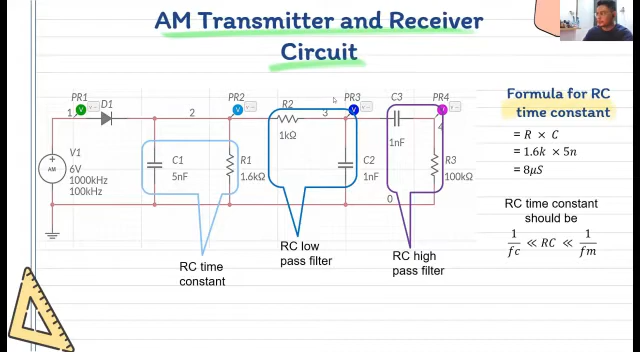 AM Transmitter and Receiver
Circuit
PR1
D1
PR2
R2
PR3
C3
PR4
1
2
3
4
V
V
V
1kΩ
1nF
V1
AM
6V
1000kHz
100kHz
C1
5nF
R1
1.6kΩ
C2
1nF
R3
100kΩ
0
RC time
constant
RC low
pass filter
RC high
pass filter
Formula for RC
time constant
= R × C
= 1.6k × 5n
= 8μS
RC time constant
should be
1/fc ≪ RC ≪ 1/fm